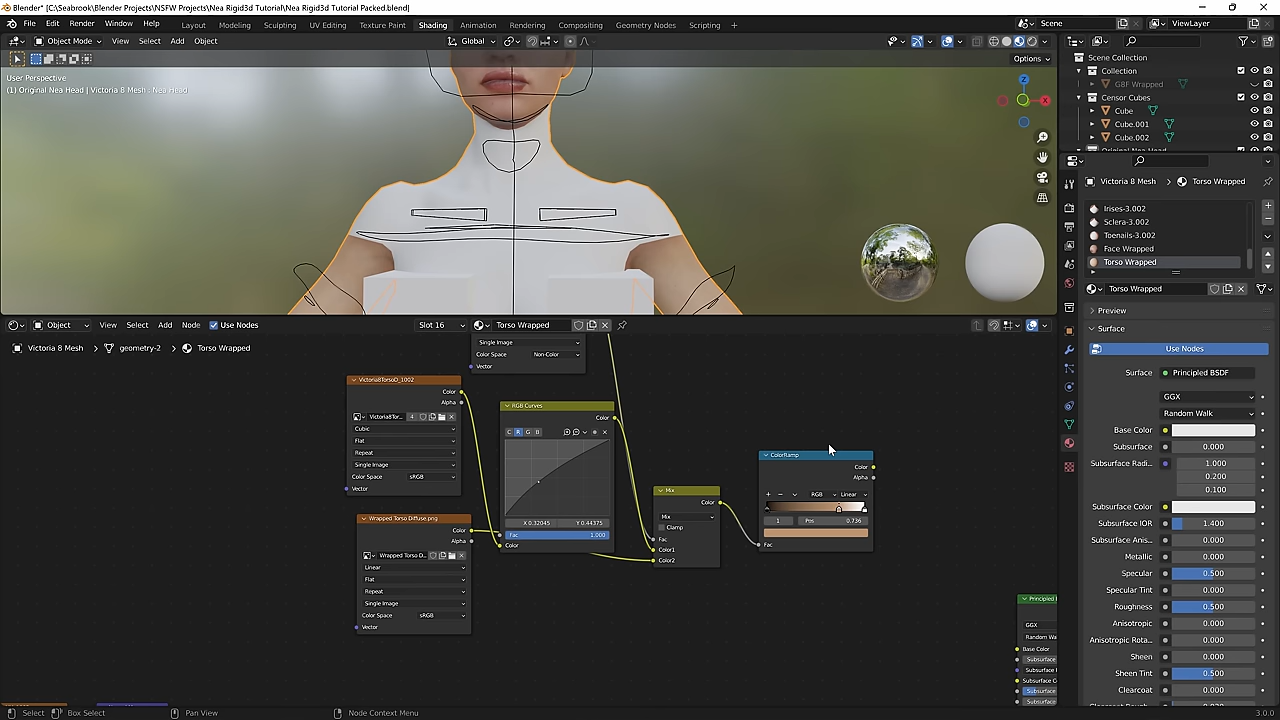 Blender* [C:\Seabrook\Blender Projects\NSFW Projects\Nea Rigid3d Tutorial\Nea Rigid3d Tutorial Packed.blend]
File Edit Render Window Help Layout Modeling Sculpting UV Editing Texture Paint Shading Animation Rendering Compositing Geometry Nodes Scripting + Scene ViewLayer
Object Mode View Select Add Object Global
Options
User Perspective
(1) Original Nea Head | Victoria 8 Mesh : Nea Head
Z
X
Scene Collection
Collection
G8F Wrapped
Censor Cubes
Cube
Cube.001
Cube.002
Original Nea Head
Victoria 8 Mesh > Torso Wrapped
Irises-3.002
Sclera-3.002
Toenails-3.002
Face Wrapped
Torso Wrapped
Torso Wrapped
Preview
Surface
Use Nodes
Surface Principled BSDF
GGX
Random Walk
Base Color
Subsurface 0.000
Subsurface Radi... 1.000
0.200
0.100
Subsurface Color
Subsurface IOR 1.400
Subsurface Anis... 0.000
Metallic 0.000
Specular 0.500
Specular Tint 0.000
Roughness 0.500
Anisotropic 0.000
Anisotropic Rota... 0.000
Sheen 0.000
Sheen Tint 0.500
Clearcoat 0.000
Object View Select Add Node Use Nodes Slot 16 Torso Wrapped
Victoria 8 Mesh > geometry-2 > Torso Wrapped
Single Image
Color Space Non-Color
Vector
Victoria8TorsoD_1002
Color
Alpha
Victoria8Tor... 4
Cubic
Flat
Repeat
Single Image
Color Space sRGB
Vector
RGB Curves
Color
C R G B
X 0.32045 Y 0.44375
Fac 1.000
Color
Wrapped Torso Diffuse.png
Color
Alpha
Wrapped Torso D...
Linear
Flat
Repeat
Single Image
Color Space sRGB
Vector
Mix
Color
Mix
Clamp
Fac
Color1
Color2
ColorRamp
Color
Alpha
+ − RGB Linear
1 Pos 0.736
Fac
Principled
GGX
Random Wa
Base Color
Subsurface
Subsurface
Subsurface
Subsurface
Subsurface
Select Box Select Pan View Node Context Menu 3.0.0